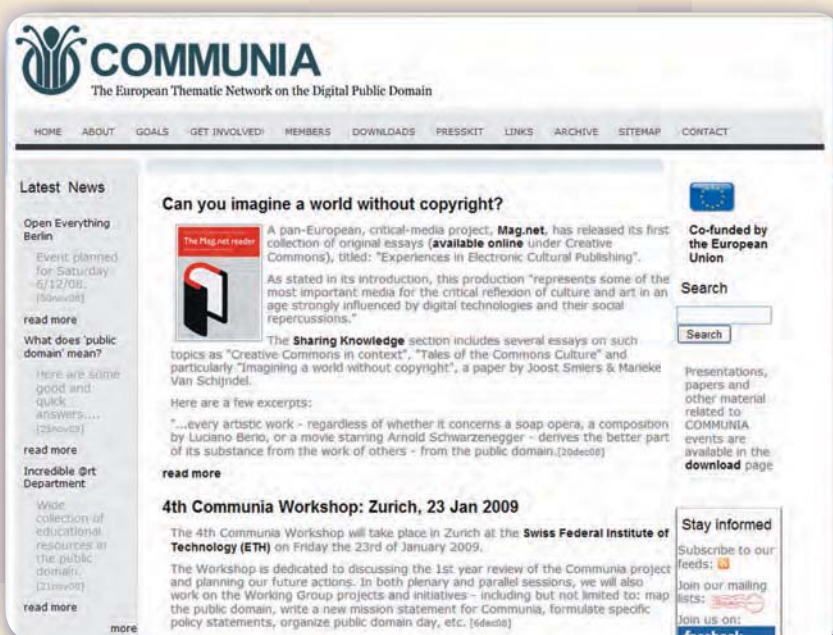 COMMUNIA
The European Thematic Network on the Digital Public Domain
HOME ABOUT GOALS GET INVOLVED! MEMBERS DOWNLOADS PRESSKIT LINKS ARCHIVE SITEMAP CONTACT
Latest News
Open Everything
Berlin
Event planned
for Saturday
6/12/08.
[30nov08]
read more
What does 'public
domain' mean?
Here are some
good and
quick
answers....
[25nov08]
read more
Incredible @rt
Department
Wide
collection of
educational
resources in
the public
domain.
[21nov08]
read more
more
Can you imagine a world without copyright?
The Mag.net reader
A pan-European, critical-media project, Mag.net, has released its first
collection of original essays (available online under Creative
Commons), titled: "Experiences in Electronic Cultural Publishing".
As stated in its introduction, this production "represents some of the
most important media for the critical reflexion of culture and art in an
age strongly influenced by digital technologies and their social
repercussions."
The Sharing Knowledge section includes several essays on such
topics as "Creative Commons in context", "Tales of the Commons Culture" and
particularly "Imagining a world without copyright", a paper by Joost Smiers & Marieke
Van Schijndel.
Here are a few excerpts:
"...every artistic work - regardless of whether it concerns a soap opera, a composition
by Luciano Berio, or a movie starring Arnold Schwarzenegger - derives the better part
of its substance from the work of others - from the public domain.[20dec08]
read more
4th Communia Workshop: Zurich, 23 Jan 2009
The 4th Communia Workshop will take place in Zurich at the Swiss Federal Institute of
Technology (ETH) on Friday the 23rd of January 2009.
The Workshop is dedicated to discussing the 1st year review of the Communia project
and planning our future actions. In both plenary and parallel sessions, we will also
work on the Working Group projects and initiatives - including but not limited to: map
the public domain, write a new mission statement for Communia, formulate specific
policy statements, organize public domain day, etc. [6dec08]
Co-funded by
the European
Union
Search
Search
Presentations,
papers and
other material
related to
COMMUNIA
events are
available in the
download page
Stay informed
Subscribe to our
feeds:
Join our mailing
lists:
Join us on:
facebook